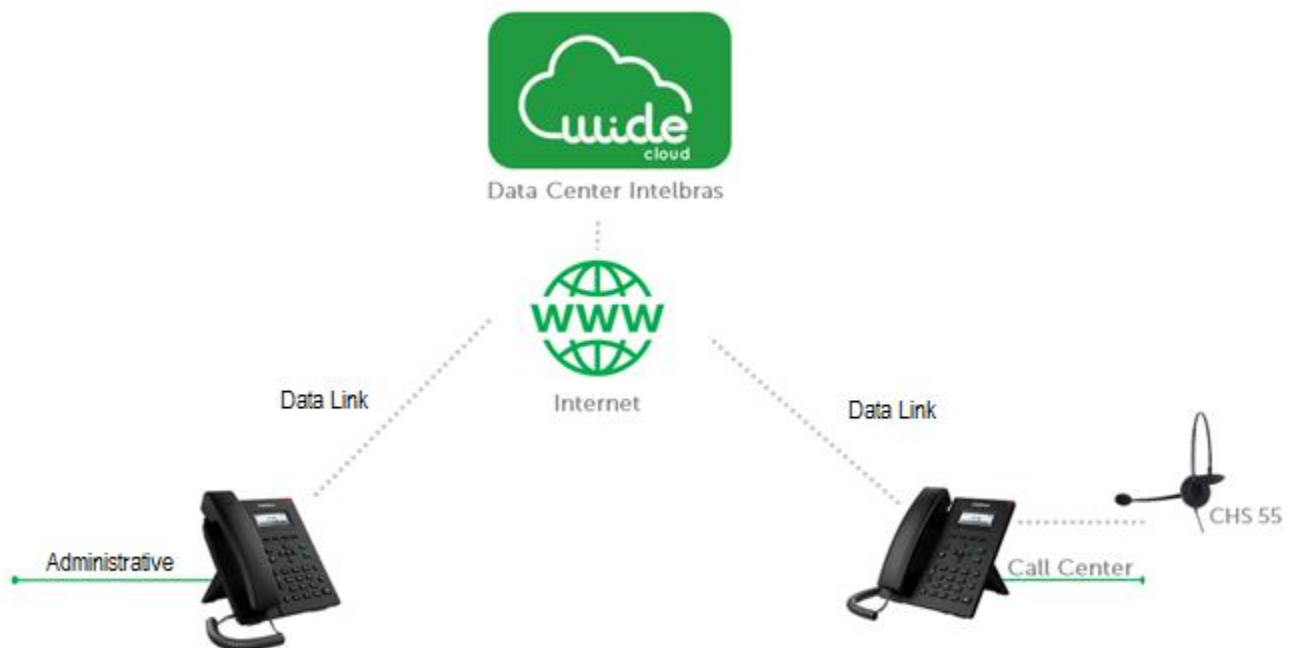 wide
cloud
Data Center Intelbras
www
Internet
Data Link
Data Link
CHS 55
Administrative
Call Center